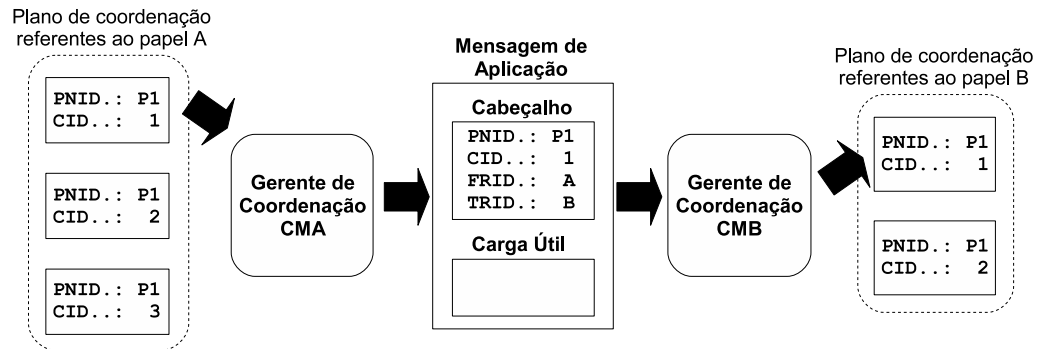 Plano de coordenação
referentes ao papel A
PNID.: P1
CID..: 1
PNID.: P1
CID..: 2
PNID.: P1
CID..: 3
Gerente de
Coordenação
CMA
Mensagem de
Aplicação
Cabeçalho
PNID.: P1
CID..: 1
FRID.: A
TRID.: B
Carga Útil
Gerente de
Coordenação
CMB
Plano de coordenação
referentes ao papel B
PNID.: P1
CID..: 1
PNID.: P1
CID..: 2